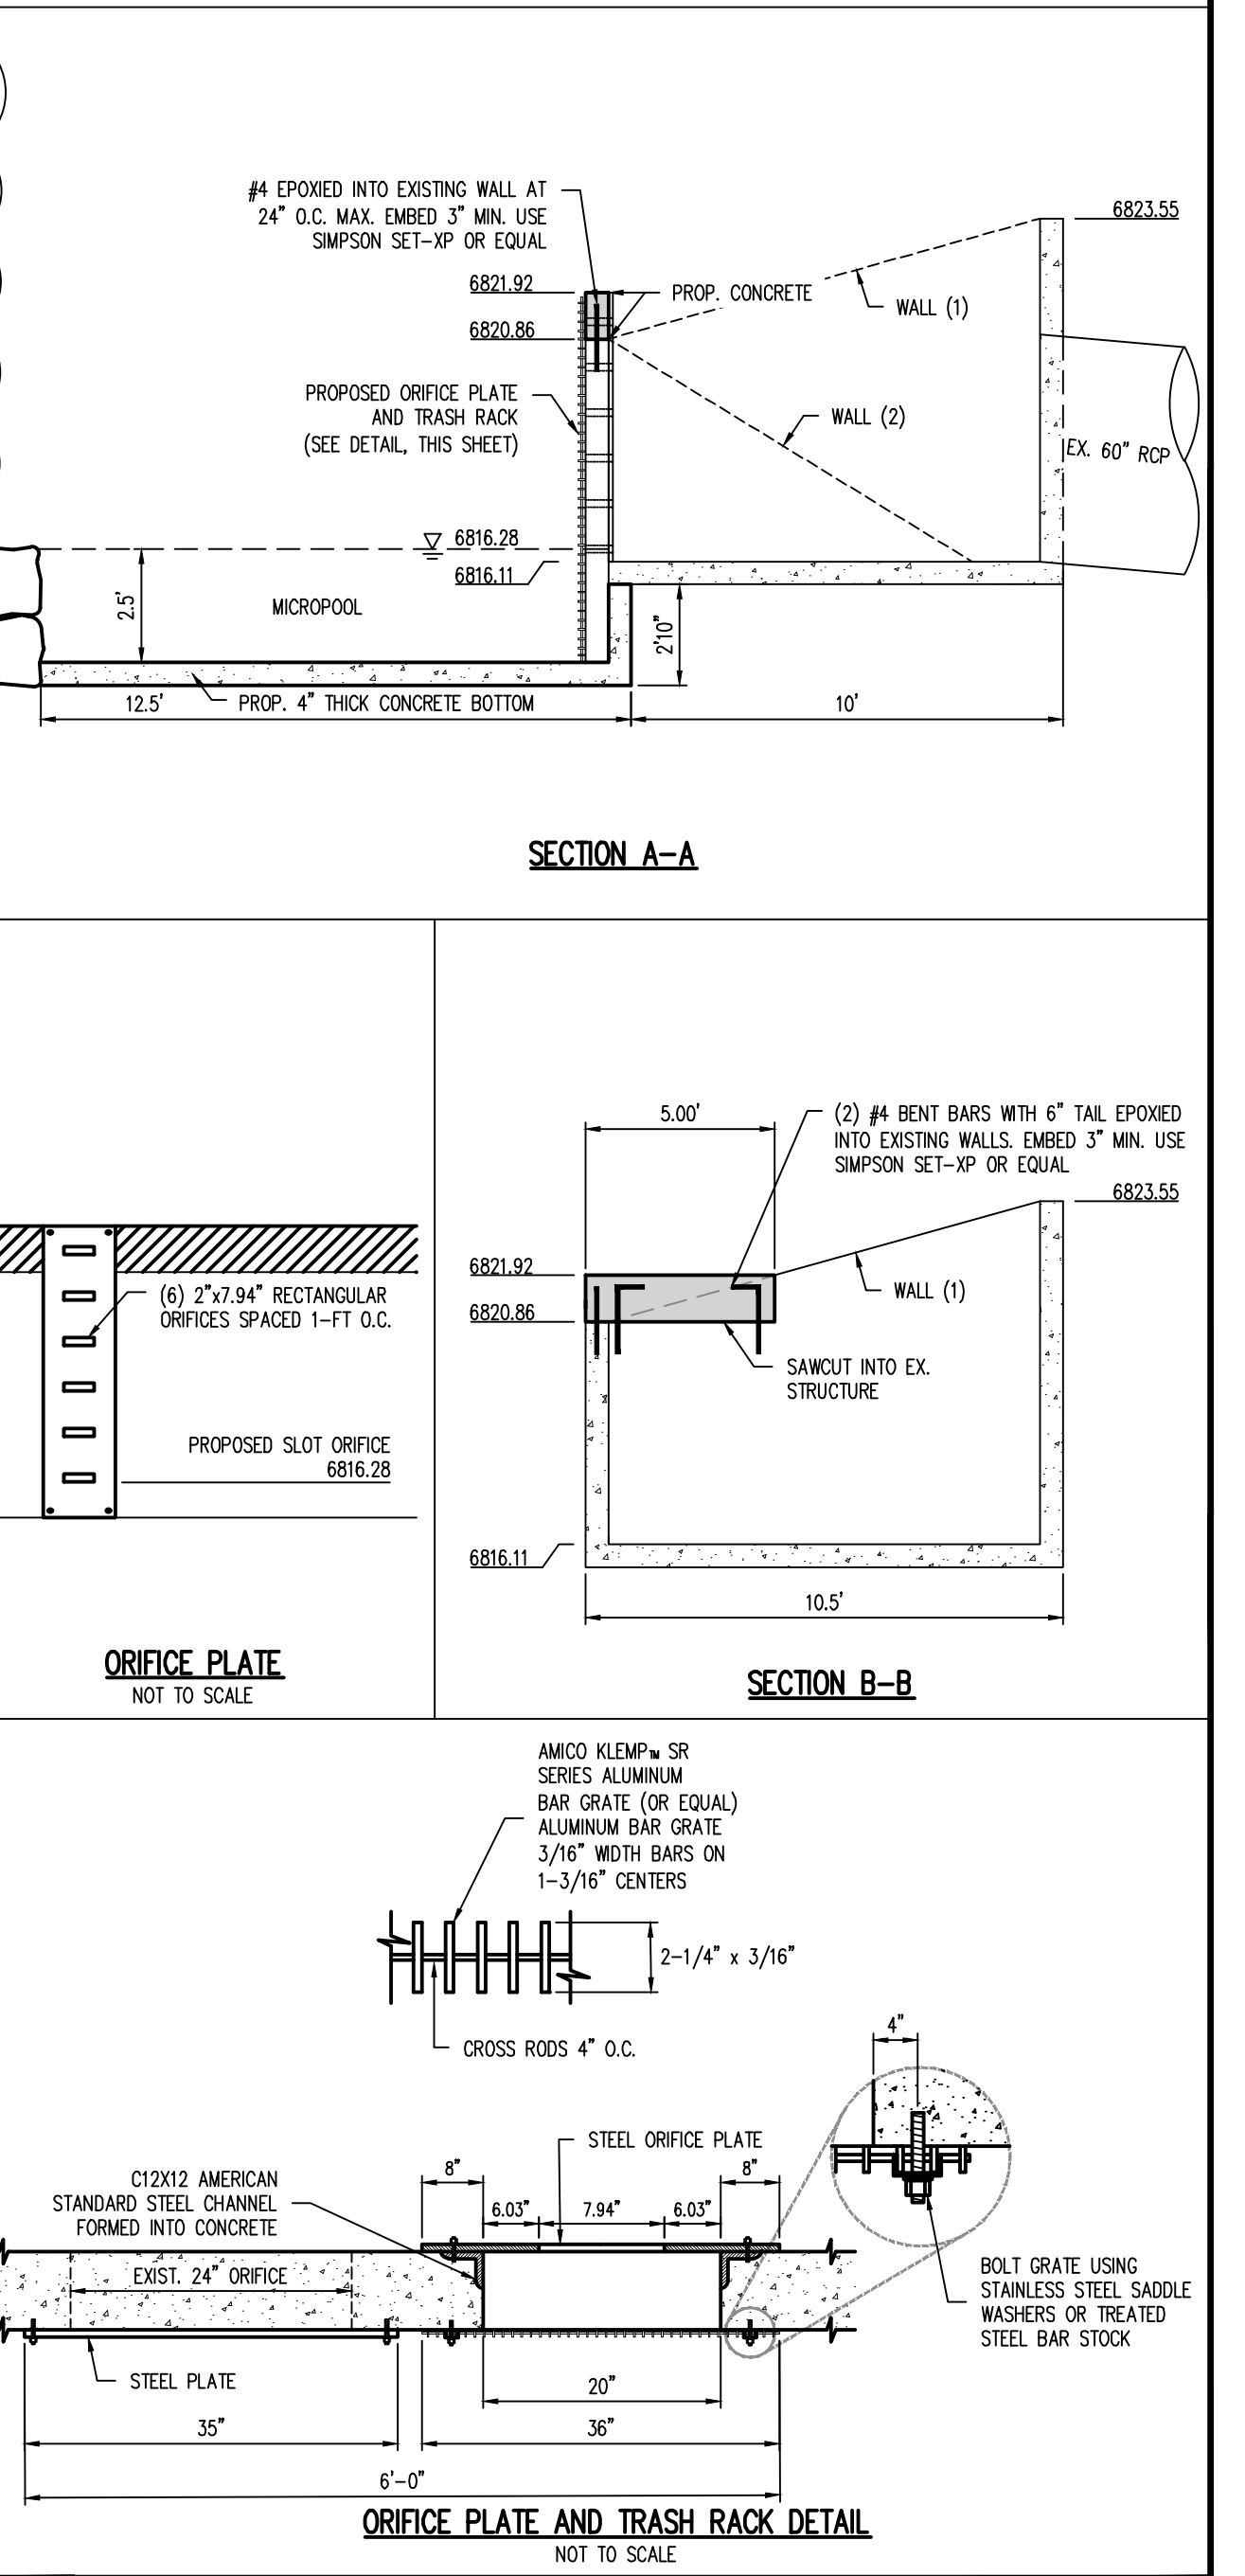 #4 EPOXIED INTO EXISTING WALL AT
24" O.C. MAX. EMBED 3" MIN. USE
SIMPSON SET-XP OR EQUAL
6823.55
6821.92
PROP. CONCRETE
WALL (1)
6820.86
PROPOSED ORIFICE PLATE
AND TRASH RACK
(SEE DETAIL, THIS SHEET)
WALL (2)
EX. 60" RCP
6816.28
6816.11
2.5'
MICROPOOL
2'10"
12.5'
PROP. 4" THICK CONCRETE BOTTOM
10'
SECTION A-A
(6) 2"x7.94" RECTANGULAR
ORIFICES SPACED 1-FT O.C.
PROPOSED SLOT ORIFICE
6816.28
ORIFICE PLATE
NOT TO SCALE
5.00'
(2) #4 BENT BARS WITH 6" TAIL EPOXIED
INTO EXISTING WALLS. EMBED 3" MIN. USE
SIMPSON SET-XP OR EQUAL
6823.55
6821.92
WALL (1)
6820.86
SAWCUT INTO EX.
STRUCTURE
6816.11
10.5'
SECTION B-B
AMICO KLEMP™ SR
SERIES ALUMINUM
BAR GRATE (OR EQUAL)
ALUMINUM BAR GRATE
3/16" WIDTH BARS ON
1-3/16" CENTERS
2-1/4" x 3/16"
CROSS RODS 4" O.C.
4"
STEEL ORIFICE PLATE
C12X12 AMERICAN
STANDARD STEEL CHANNEL
FORMED INTO CONCRETE
8"
8"
6.03"
7.94"
6.03"
EXIST. 24" ORIFICE
BOLT GRATE USING
STAINLESS STEEL SADDLE
WASHERS OR TREATED
STEEL BAR STOCK
STEEL PLATE
20"
35"
36"
6'-0"
ORIFICE PLATE AND TRASH RACK DETAIL
NOT TO SCALE